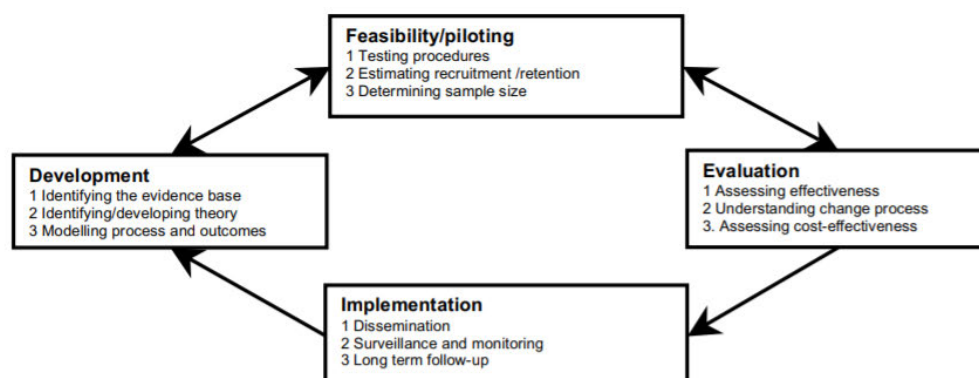 Feasibility/piloting
1 Testing procedures
2 Estimating recruitment /retention
3 Determining sample size
Development
1 Identifying the evidence base
2 Identifying/developing theory
3 Modelling process and outcomes
Evaluation
1 Assessing effectiveness
2 Understanding change process
3. Assessing cost-effectiveness
Implementation
1 Dissemination
2 Surveillance and monitoring
3 Long term follow-up